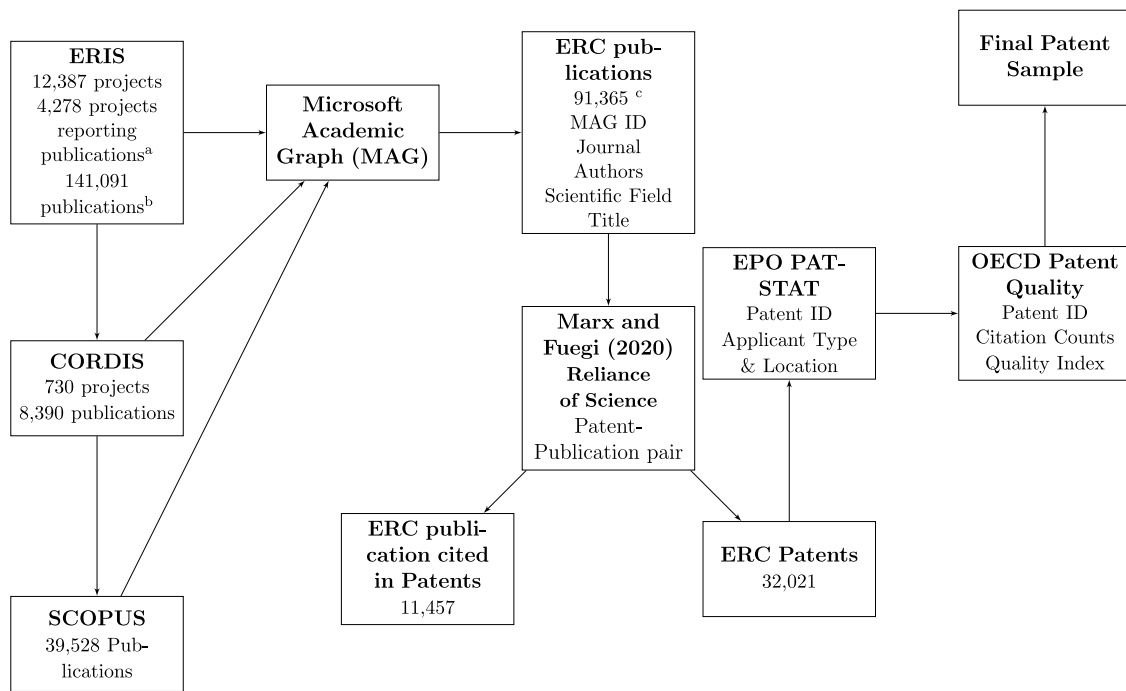 ERIS
12,387 projects
4,278 projects
reporting
publicationsᵃ
141,091
publicationsᵇ
Microsoft
Academic
Graph (MAG)
ERC pub-
lications
91,365 ᶜ
MAG ID
Journal
Authors
Scientific Field
Title
Final Patent
Sample
CORDIS
730 projects
8,390 publications
Marx and
Fuegi (2020)
Reliance
of Science
Patent-
Publication pair
EPO PAT-
STAT
Patent ID
Applicant Type
& Location
OECD Patent
Quality
Patent ID
Citation Counts
Quality Index
SCOPUS
39,528 Pub-
lications
ERC publi-
cation cited
in Patents
11,457
ERC Patents
32,021